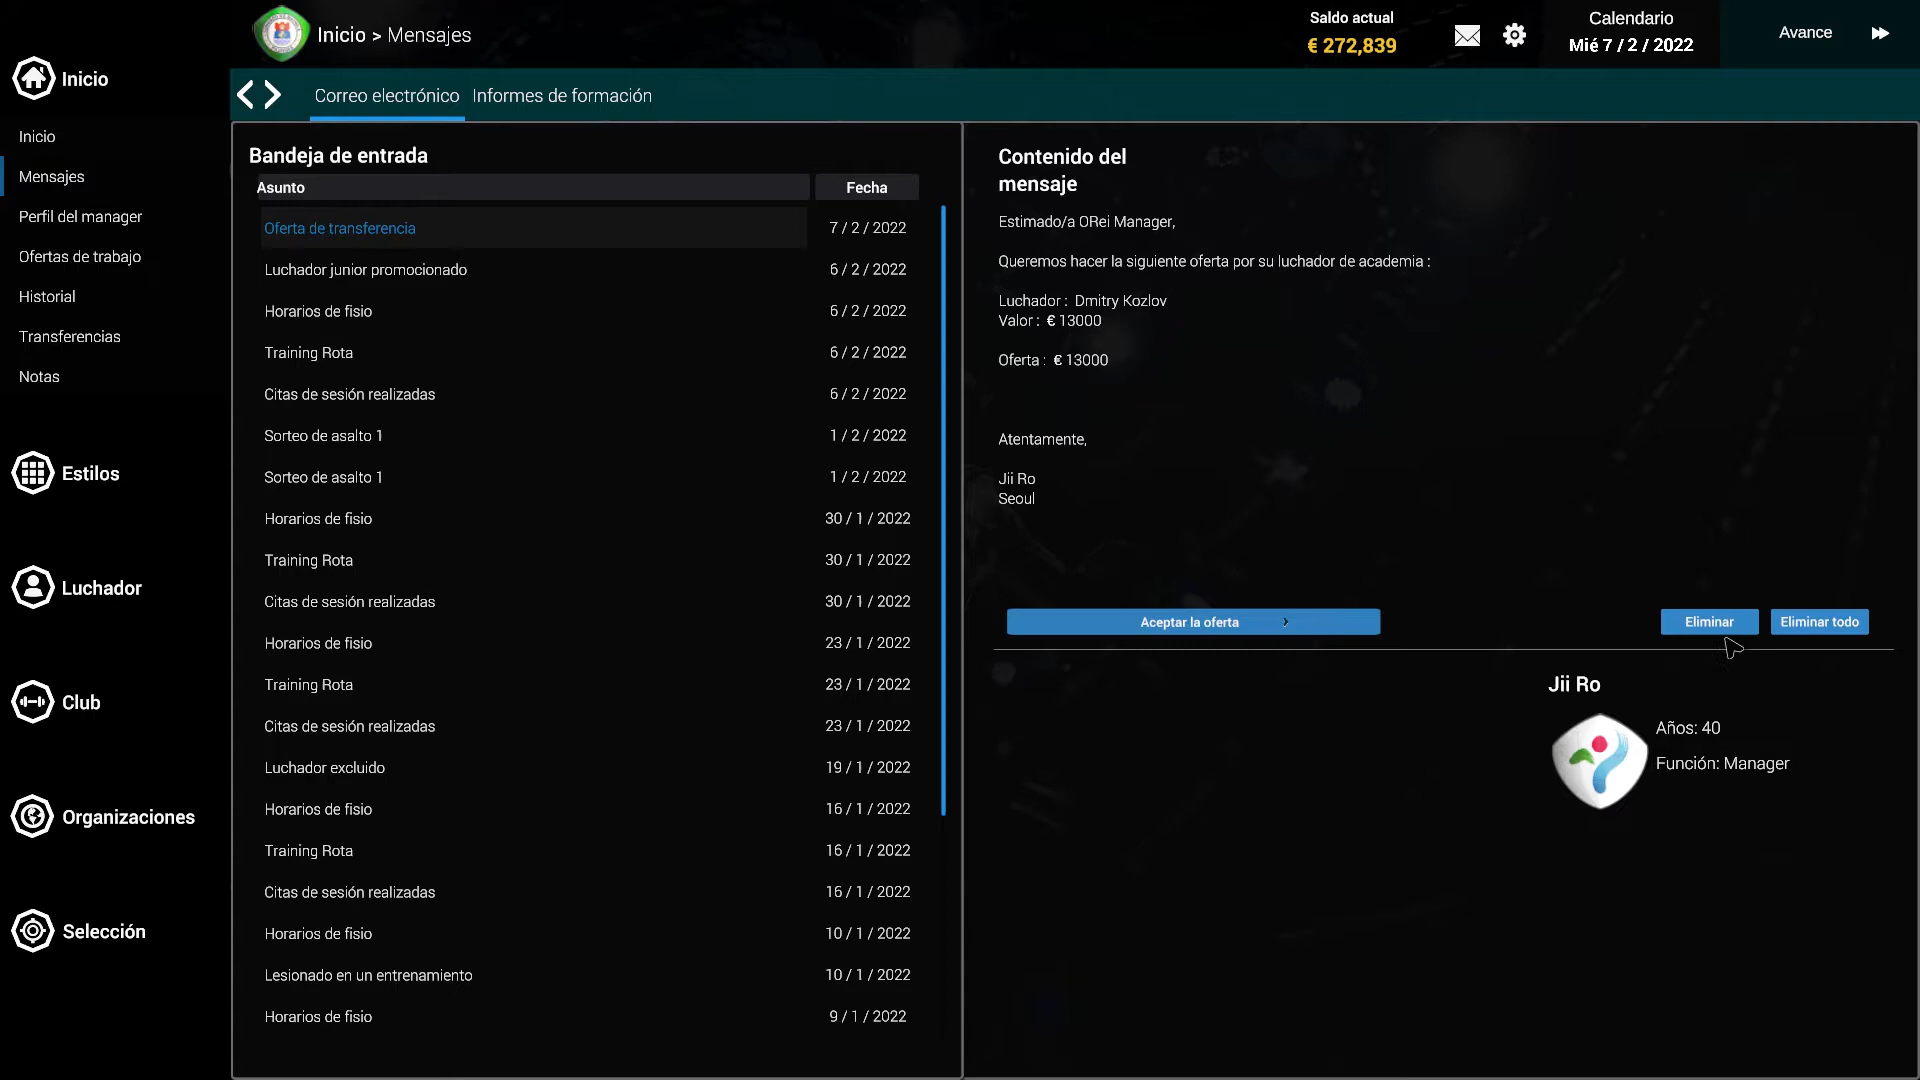 Inicio > Mensajes
Saldo actual
€ 272,839
Calendario
Mié 7 / 2 / 2022
Avance
Inicio
Inicio
Mensajes
Perfil del manager
Ofertas de trabajo
Historial
Transferencias
Notas
Estilos
Luchador
Club
Organizaciones
Selección
Correo electrónico
Informes de formación
Bandeja de entrada
Asunto Fecha
Oferta de transferencia 7 / 2 / 2022
Luchador junior promocionado 6 / 2 / 2022
Horarios de fisio 6 / 2 / 2022
Training Rota 6 / 2 / 2022
Citas de sesión realizadas 6 / 2 / 2022
Sorteo de asalto 1 1 / 2 / 2022
Sorteo de asalto 1 1 / 2 / 2022
Horarios de fisio 30 / 1 / 2022
Training Rota 30 / 1 / 2022
Citas de sesión realizadas 30 / 1 / 2022
Horarios de fisio 23 / 1 / 2022
Training Rota 23 / 1 / 2022
Citas de sesión realizadas 23 / 1 / 2022
Luchador excluido 19 / 1 / 2022
Horarios de fisio 16 / 1 / 2022
Training Rota 16 / 1 / 2022
Citas de sesión realizadas 16 / 1 / 2022
Horarios de fisio 10 / 1 / 2022
Lesionado en un entrenamiento 10 / 1 / 2022
Horarios de fisio 9 / 1 / 2022
Contenido del
mensaje
Estimado/a ORei Manager,
Queremos hacer la siguiente oferta por su luchador de academia :
Luchador : Dmitry Kozlov
Valor : € 13000
Oferta : € 13000
Atentamente,
Jii Ro
Seoul
Aceptar la oferta >
Eliminar
Eliminar todo
Jii Ro
Años: 40
Función: Manager